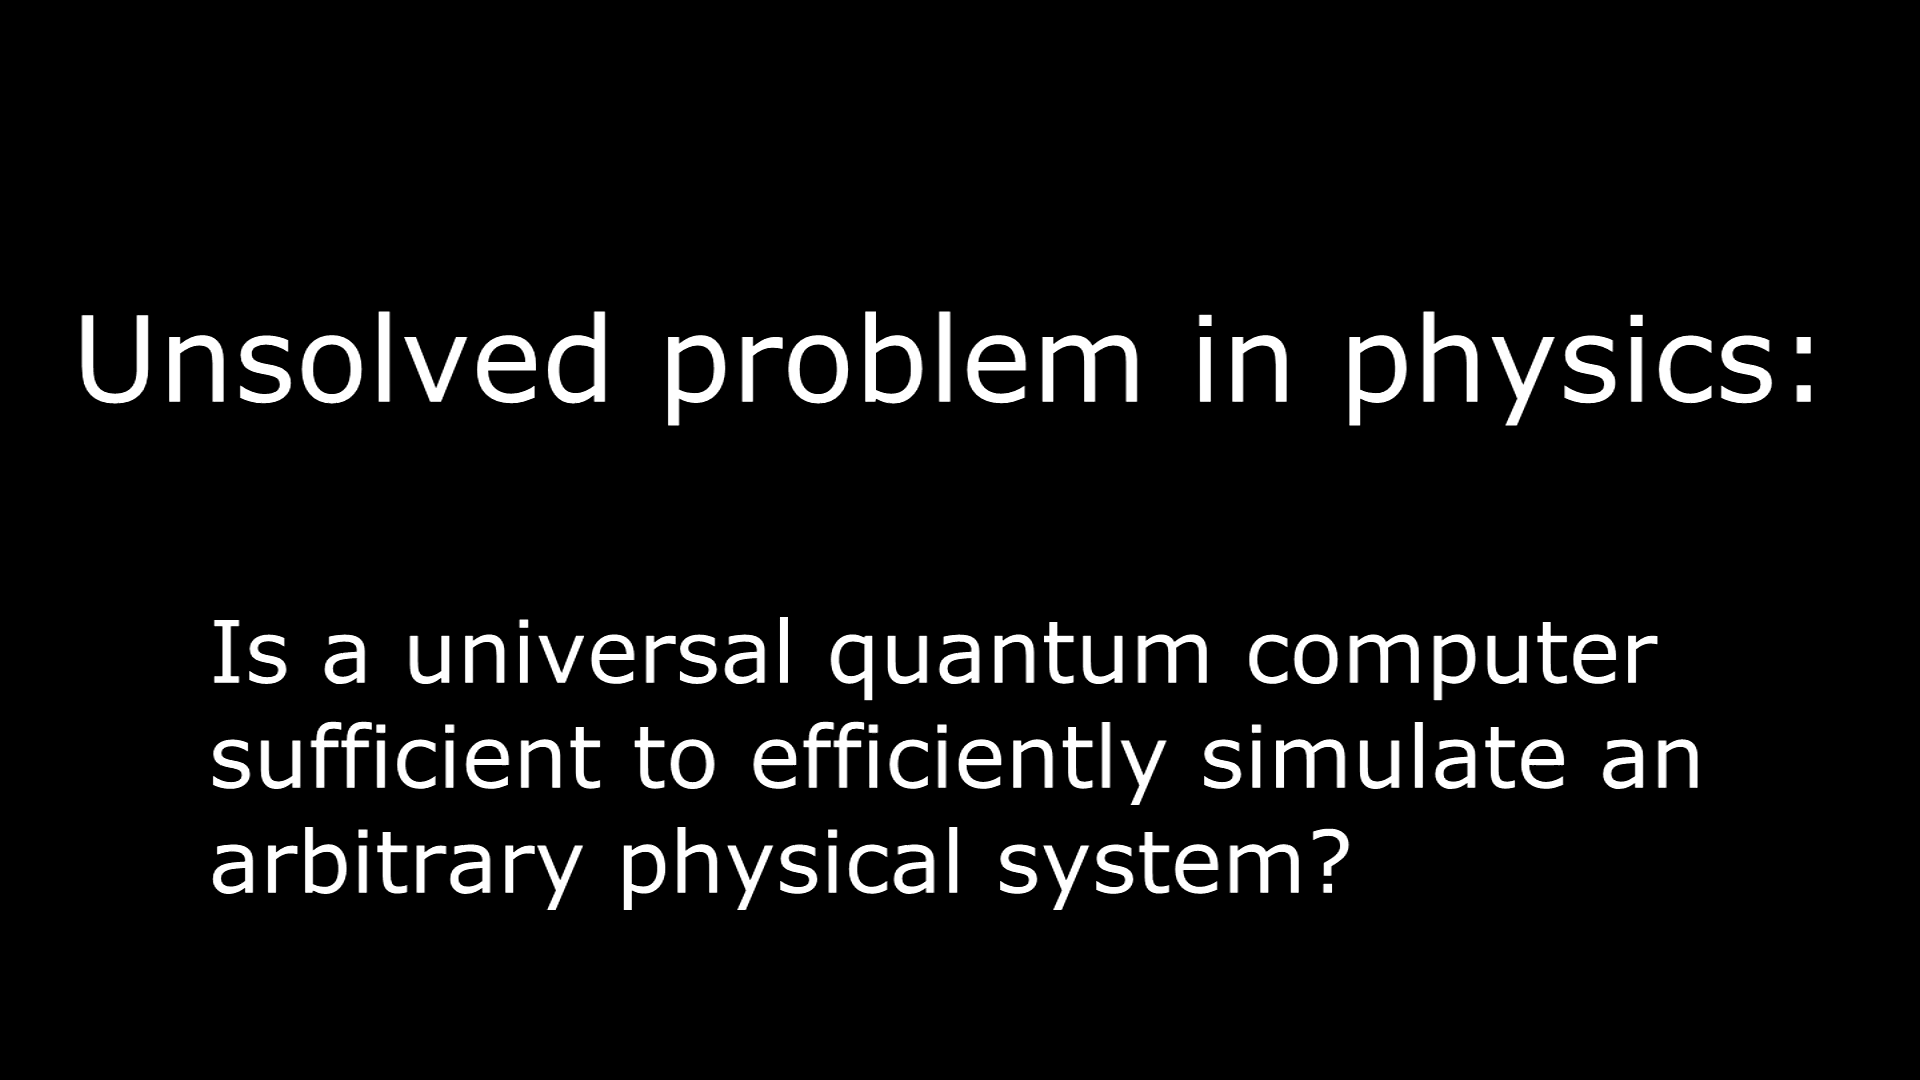 Unsolved problem in physics:
Is a universal quantum computer
sufficient to efficiently simulate an
arbitrary physical system?